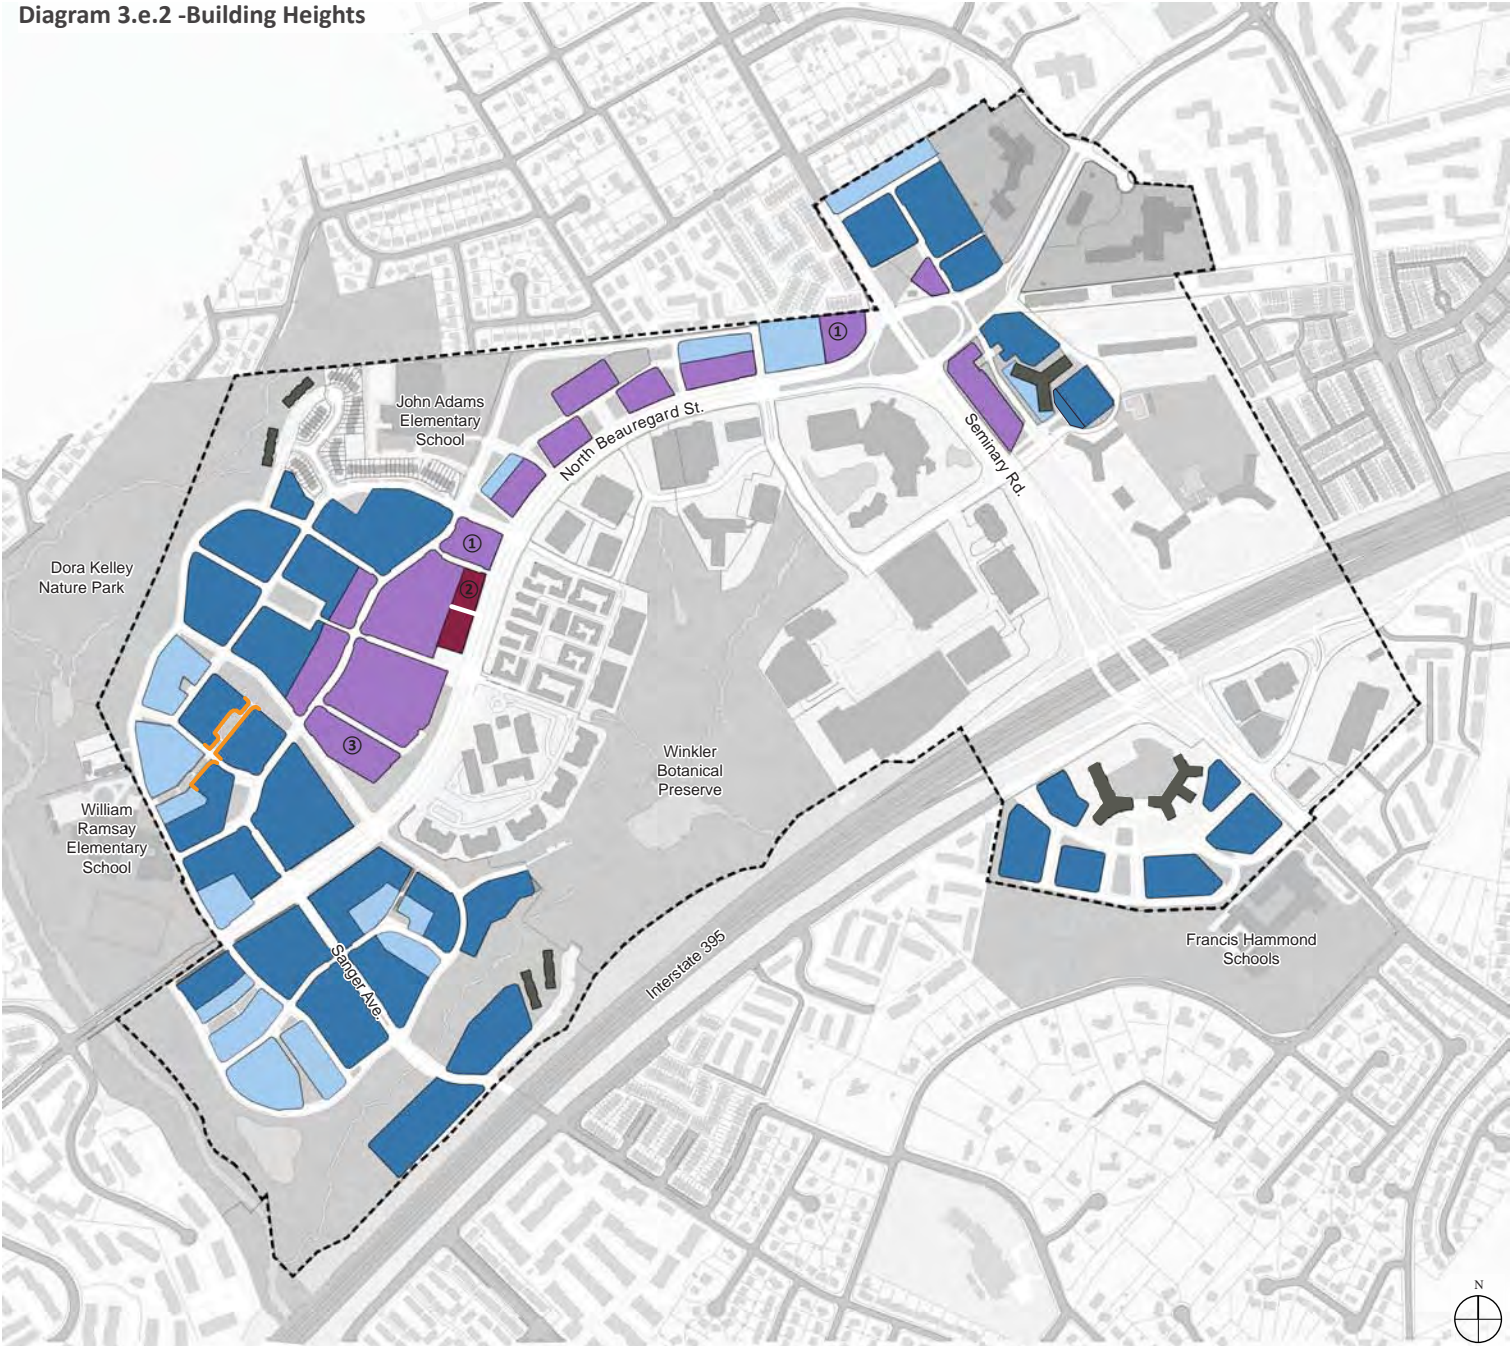 Diagram 3.e.2 -Building Heights
①
John Adams
Elementary
School
North Beauregard St.
Seminary Rd.
①
Dora Kelley
Nature Park
②
③
Winkler
Botanical
Preserve
William
Ramsay
Elementary
School
Sanger Ave.
Interstate 395
Francis Hammond
Schools
N